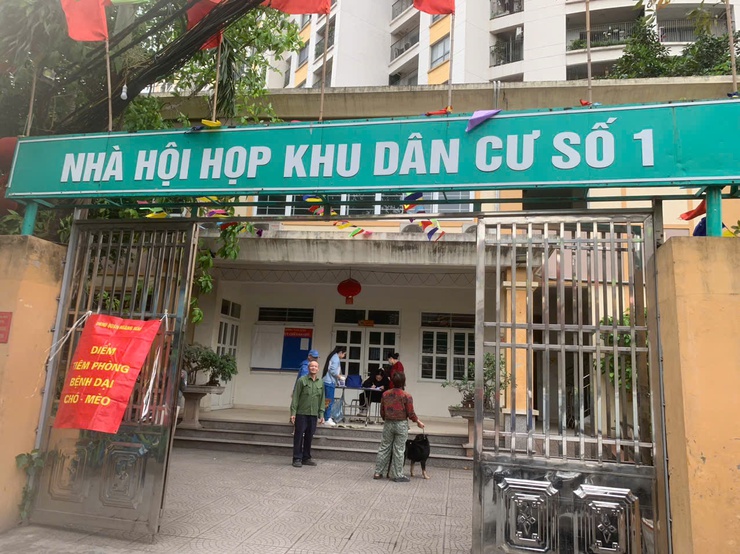 NHÀ HỘI HỌP KHU DÂN CƯ SỐ 1
ĐIỂM
TIÊM PHÒNG
BỆNH DẠI
CHÓ - MÈO